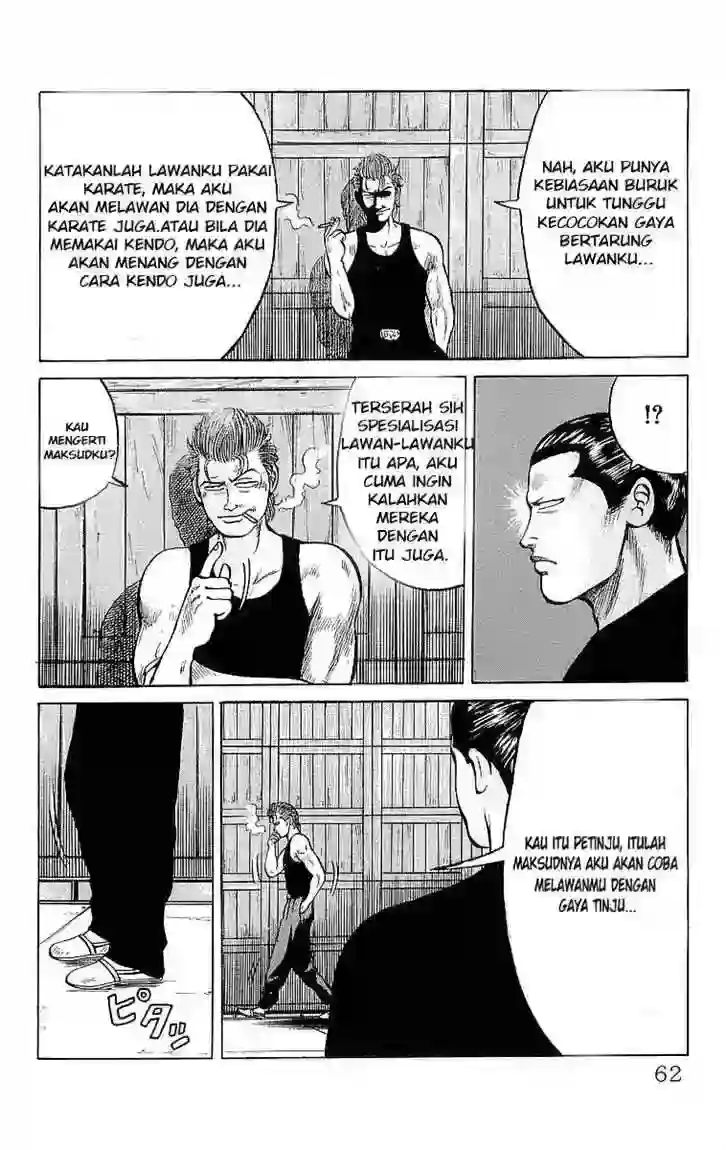 NAH, AKU PUNYA
KEBIASAAN BURUK
UNTUK TUNGGU
KECOCOKAN GAYA
BERTARUNG
LAWANKU...
KATAKANLAH LAWANKU PAKAI
KARATE, MAKA AKU
AKAN MELAWAN DIA DENGAN
KARATE JUGA.ATAU BILA DIA
MEMAKAI KENDO, MAKA AKU
AKAN MENANG DENGAN
CARA KENDO JUGA...
!?
TERSERAH SIH
SPESIALISASI
LAWAN-LAWANKU
ITU APA, AKU
CUMA INGIN
KALAHKAN
MEREKA
DENGAN
ITU JUGA.
KAU
MENGERTI
MAKSUDKU?
KAU ITU PETINJU, ITULAH
MAKSUDNYA AKU AKAN COBA
MELAWANMU DENGAN
GAYA TINJU...
ピタッ
62